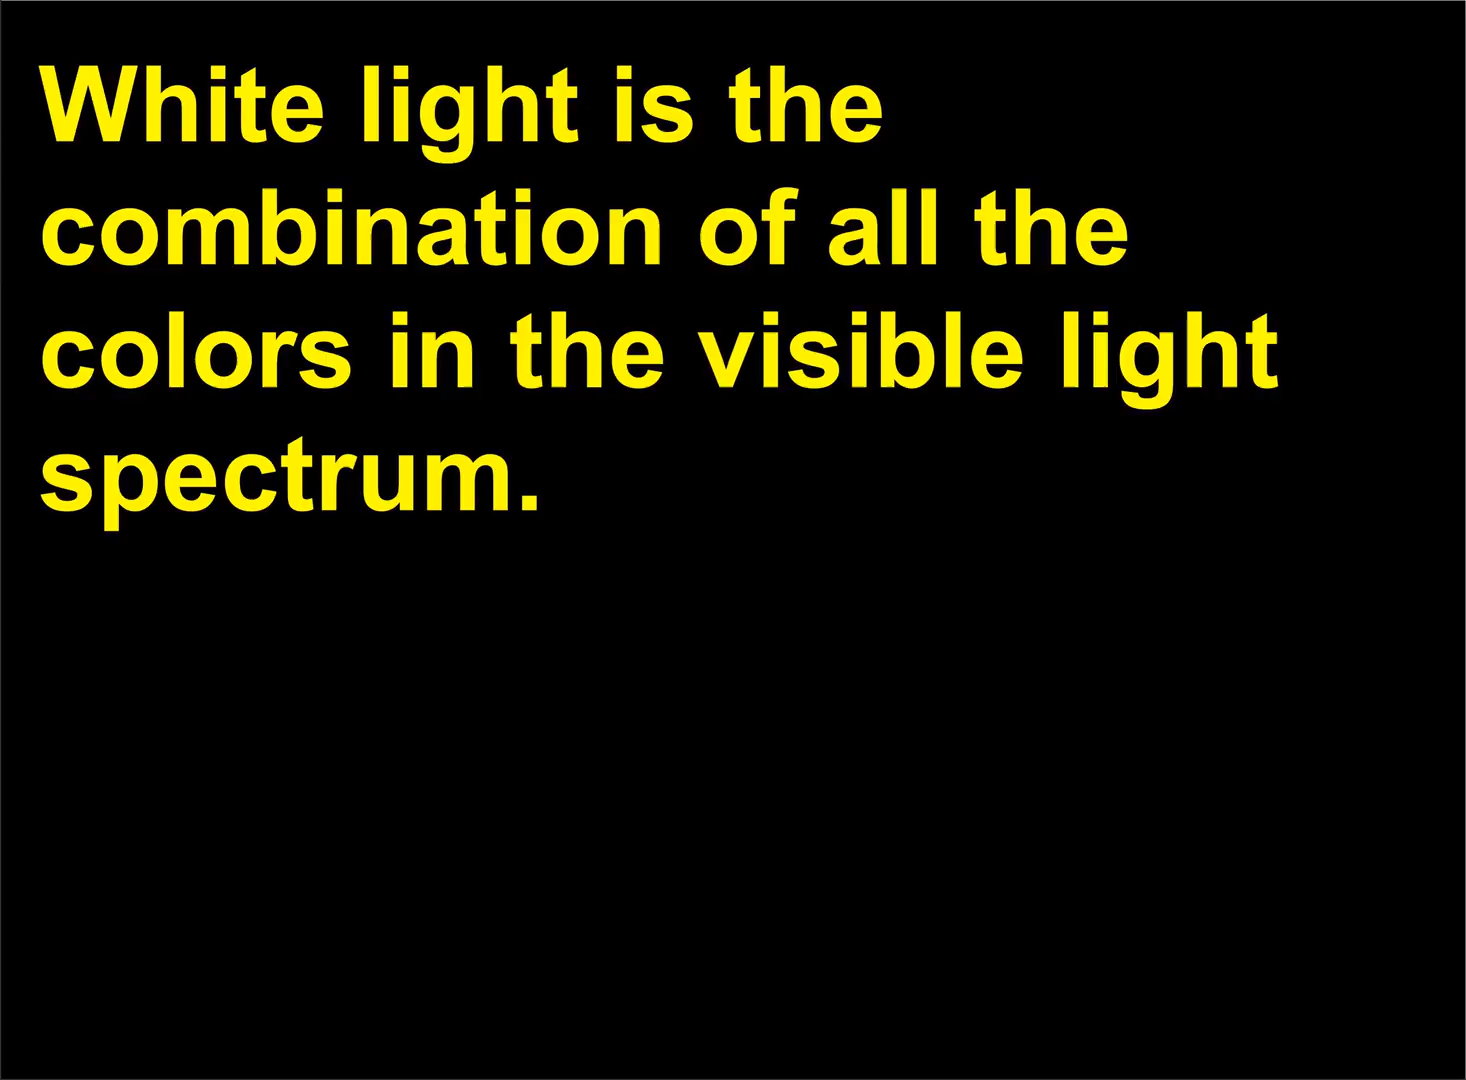 White light is the
combination of all the
colors in the visible light
spectrum.